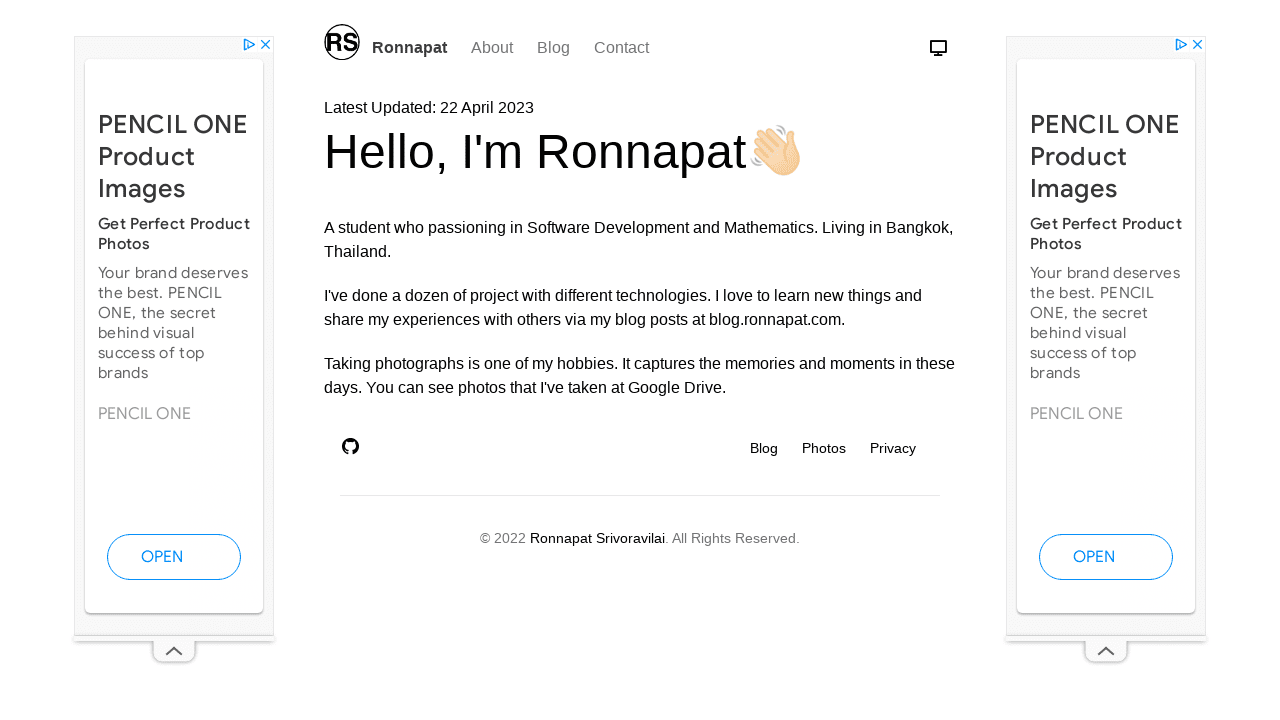 RS
Ronnapat
About
Blog
Contact
Latest Updated: 22 April 2023
Hello, I'm Ronnapat👋🏻
A student who passioning in Software Development and Mathematics. Living in Bangkok,
Thailand.
I've done a dozen of project with different technologies. I love to learn new things and
share my experiences with others via my blog posts at blog.ronnapat.com.
Taking photographs is one of my hobbies. It captures the memories and moments in these
days. You can see photos that I've taken at Google Drive.
Blog
Photos
Privacy
© 2022 Ronnapat Srivoravilai. All Rights Reserved.
PENCIL ONE
Product
Images
Get Perfect Product
Photos
Your brand deserves
the best. PENCIL
ONE, the secret
behind visual
success of top
brands
PENCIL ONE
OPEN
PENCIL ONE
Product
Images
Get Perfect Product
Photos
Your brand deserves
the best. PENCIL
ONE, the secret
behind visual
success of top
brands
PENCIL ONE
OPEN